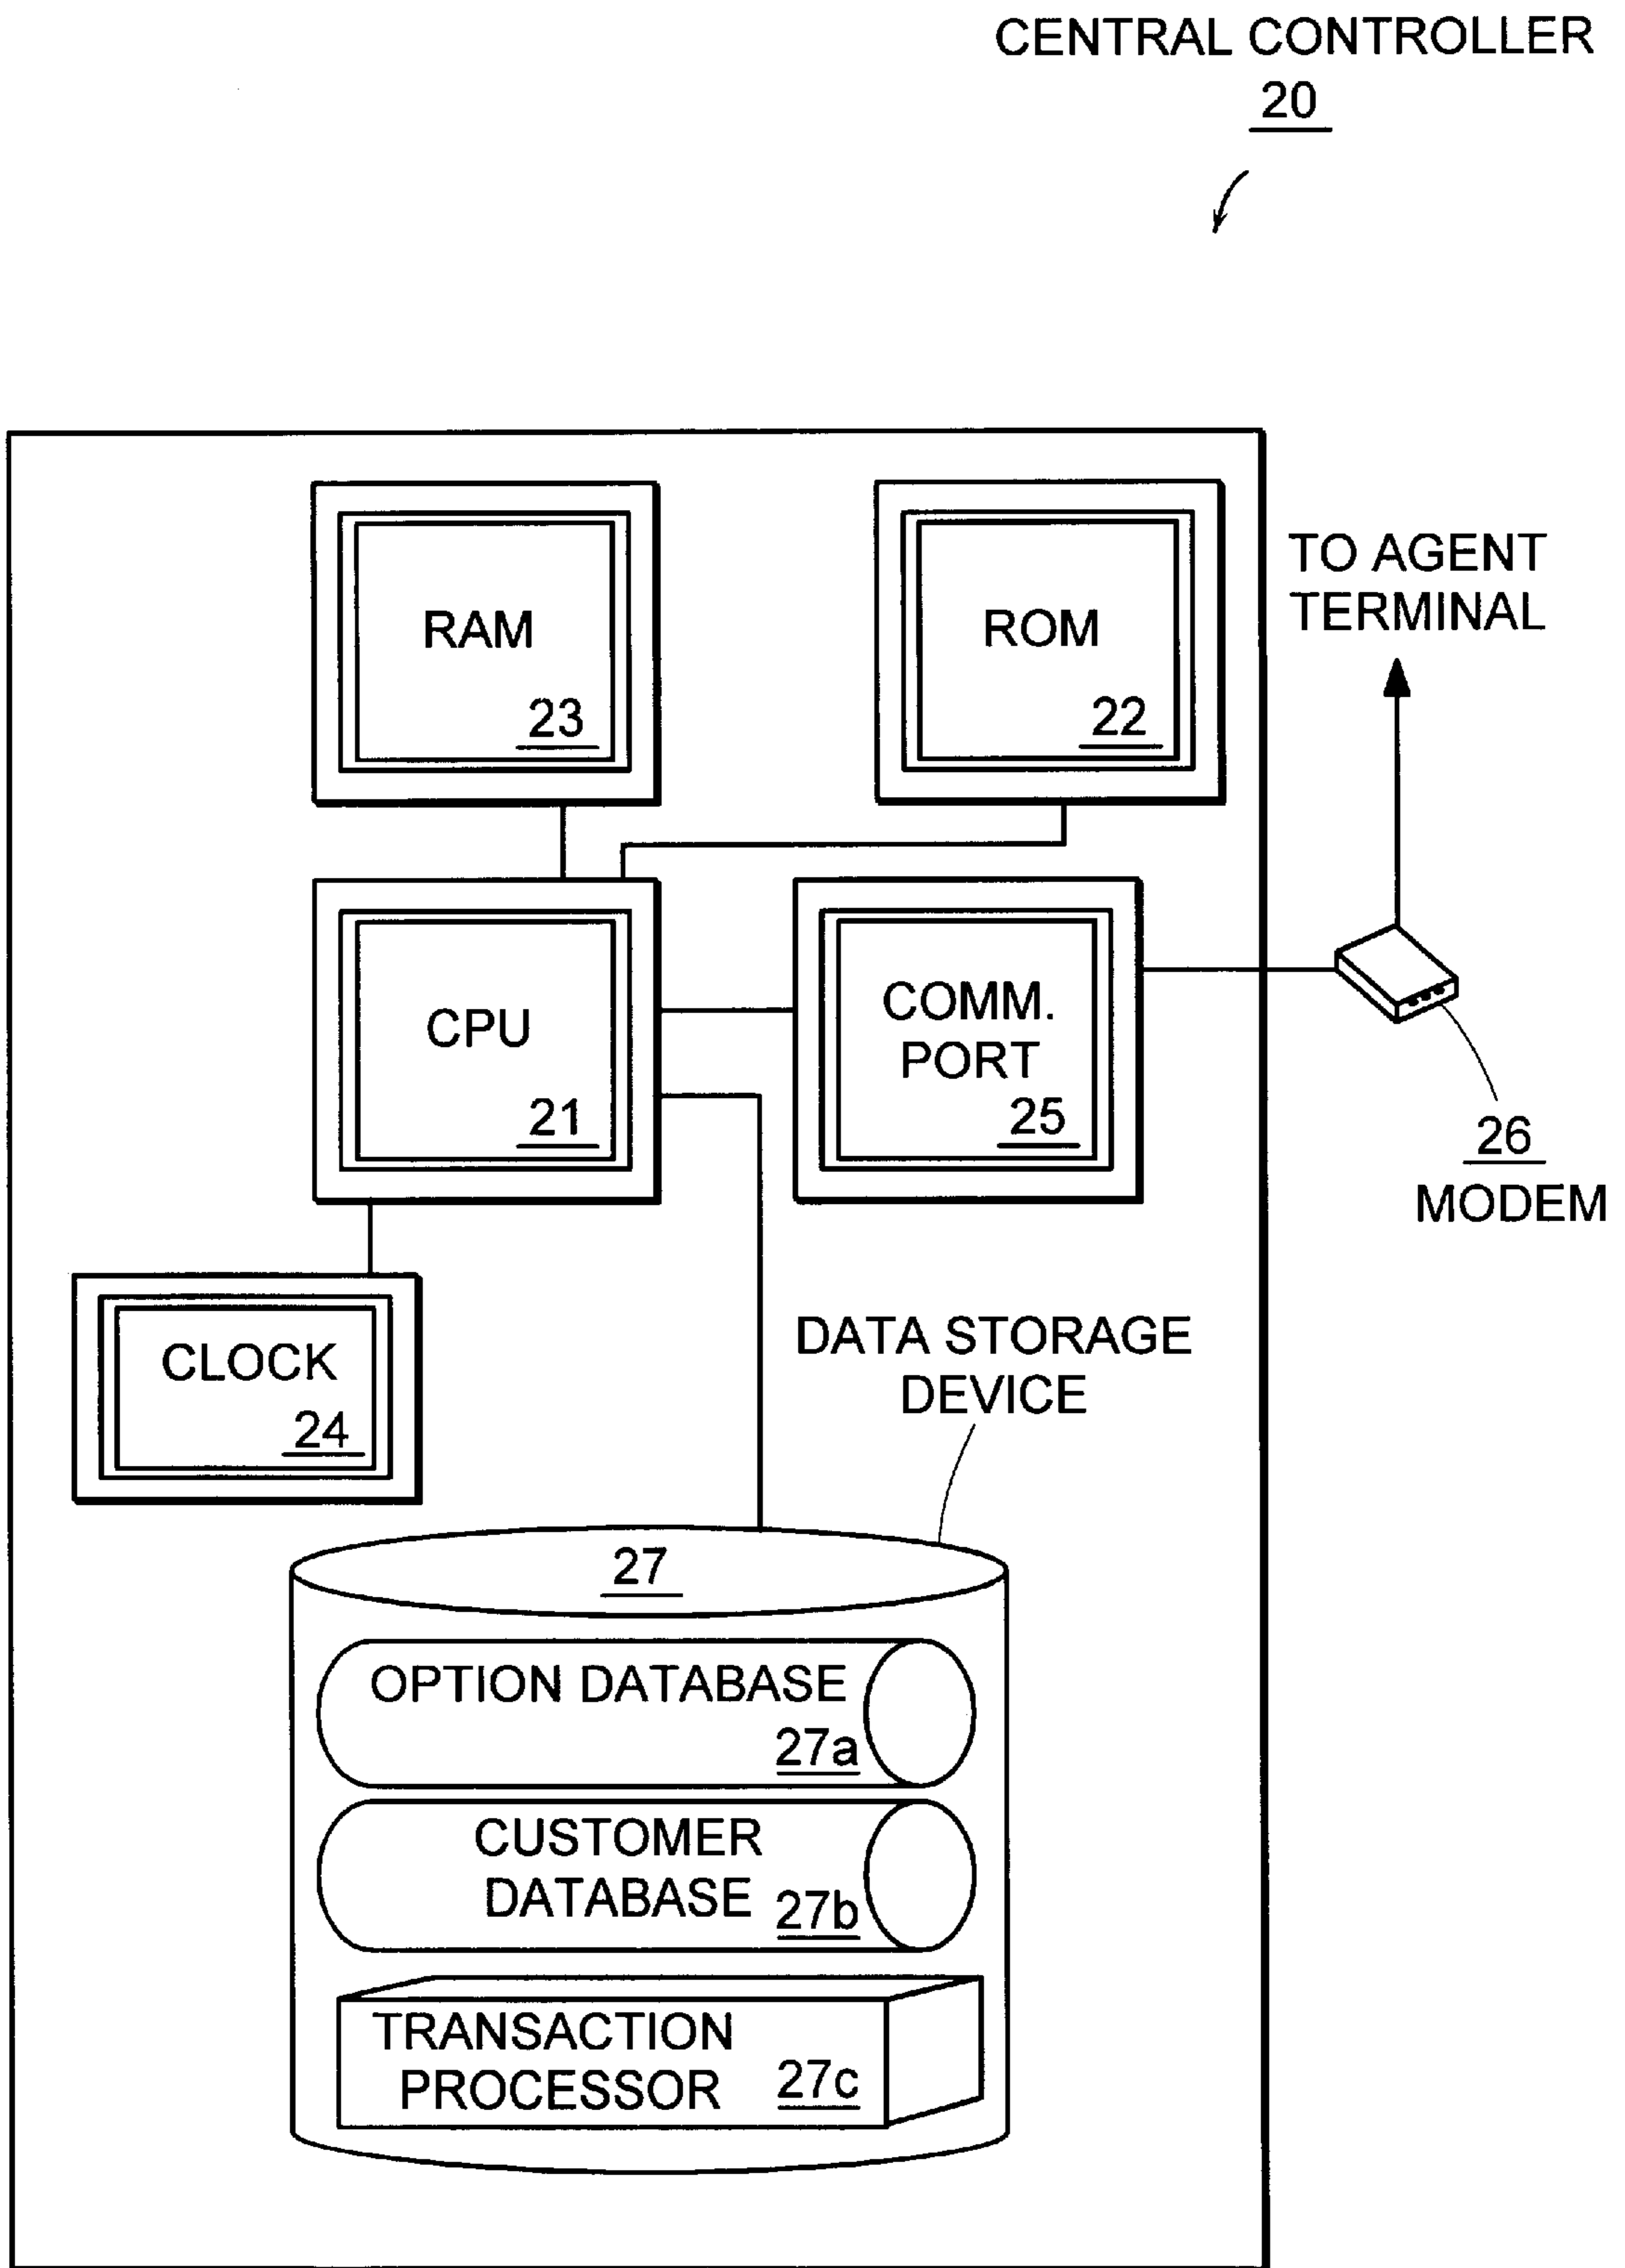 CENTRAL CONTROLLER
20
RAM
23
ROM
22
TO AGENT
TERMINAL
CPU
21
COMM.
PORT
25
26
MODEM
CLOCK
24
DATA STORAGE
DEVICE
27
OPTION DATABASE
27a
CUSTOMER
DATABASE 27b
TRANSACTION
PROCESSOR 27c